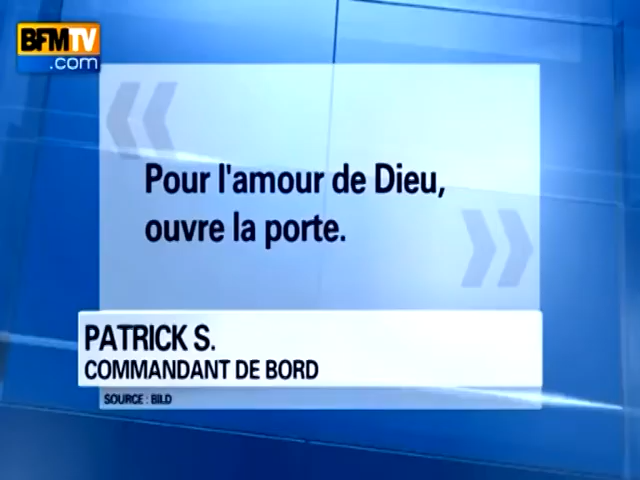 BFMTV
.com
«
Pour l'amour de Dieu,
ouvre la porte.
»
PATRICK S.
COMMANDANT DE BORD
SOURCE : BILD